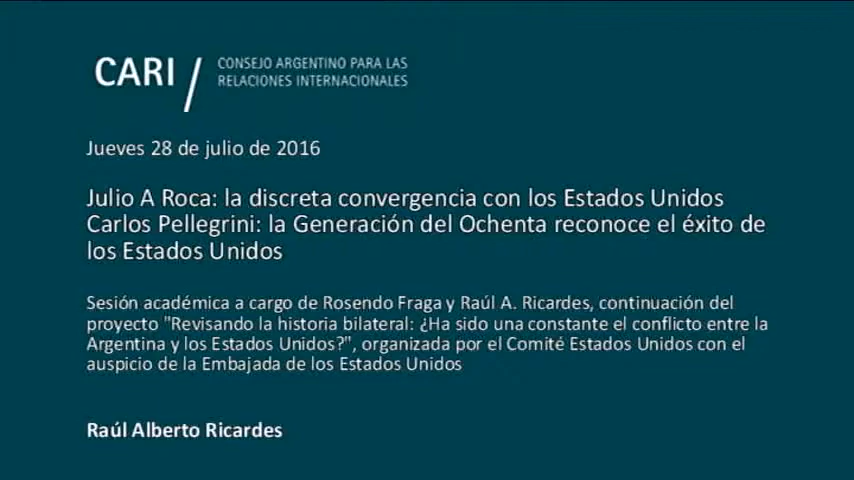 CARI
CONSEJO ARGENTINO PARA LAS
RELACIONES INTERNACIONALES
Jueves 28 de julio de 2016
Julio A Roca: la discreta convergencia con los Estados Unidos
Carlos Pellegrini: la Generación del Ochenta reconoce el éxito de
los Estados Unidos
Sesión académica a cargo de Rosendo Fraga y Raúl A. Ricardes, continuación del
proyecto "Revisando la historia bilateral: ¿Ha sido una constante el conflicto entre la
Argentina y los Estados Unidos?", organizada por el Comité Estados Unidos con el
auspicio de la Embajada de los Estados Unidos
Raúl Alberto Ricardes